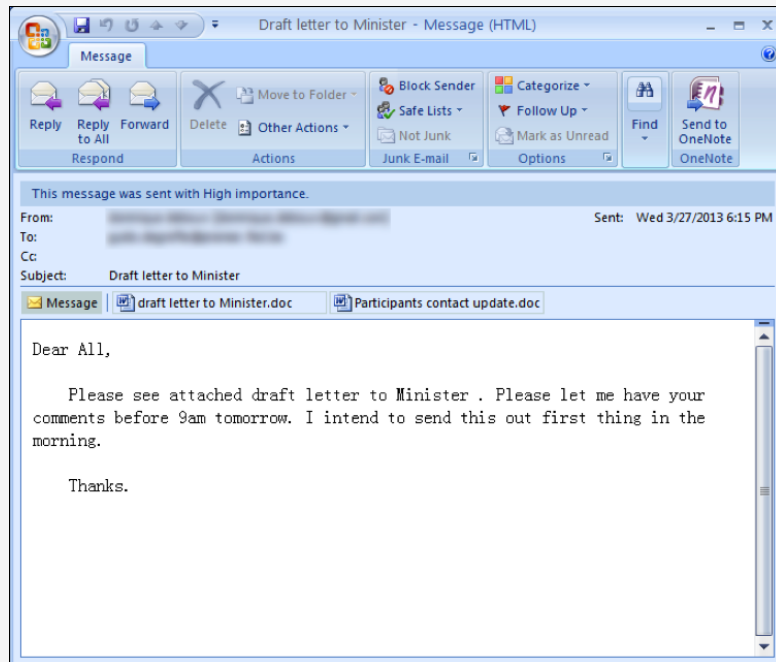 Draft letter to Minister - Message (HTML)
Message
Reply
Reply to All
Forward
Respond
Delete
Move to Folder
Other Actions
Actions
Block Sender
Safe Lists
Not Junk
Junk E-mail
Categorize
Follow Up
Mark as Unread
Options
Find
Send to OneNote
OneNote
This message was sent with High importance.
From:
Sent: Wed 3/27/2013 6:15 PM
To:
Cc:
Subject: Draft letter to Minister
Message draft letter to Minister.doc Participants contact update.doc
Dear All,
Please see attached draft letter to Minister . Please let me have your
comments before 9am tomorrow. I intend to send this out first thing in the
morning.
Thanks.